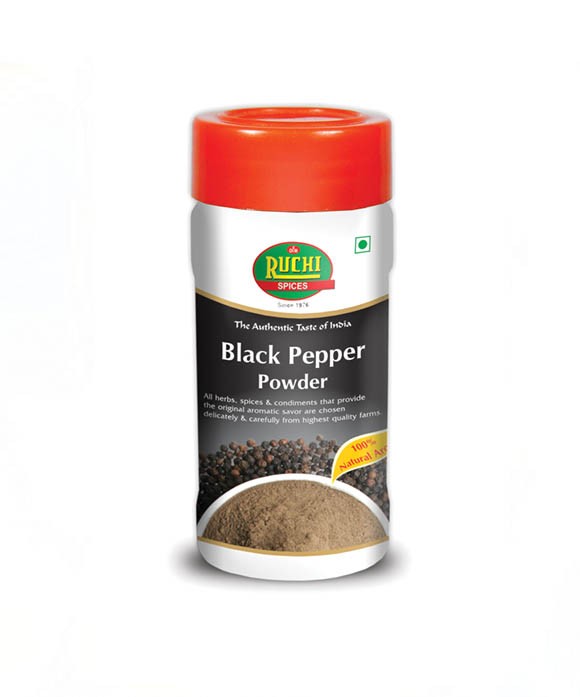 RUCHI
SPICES
Since 1976
The Authentic Taste of India
Black Pepper
Powder
All herbs, spices & condiments that provide
the original aromatic savor are chosen
delicately & carefully from highest quality farms.
100%
Natural